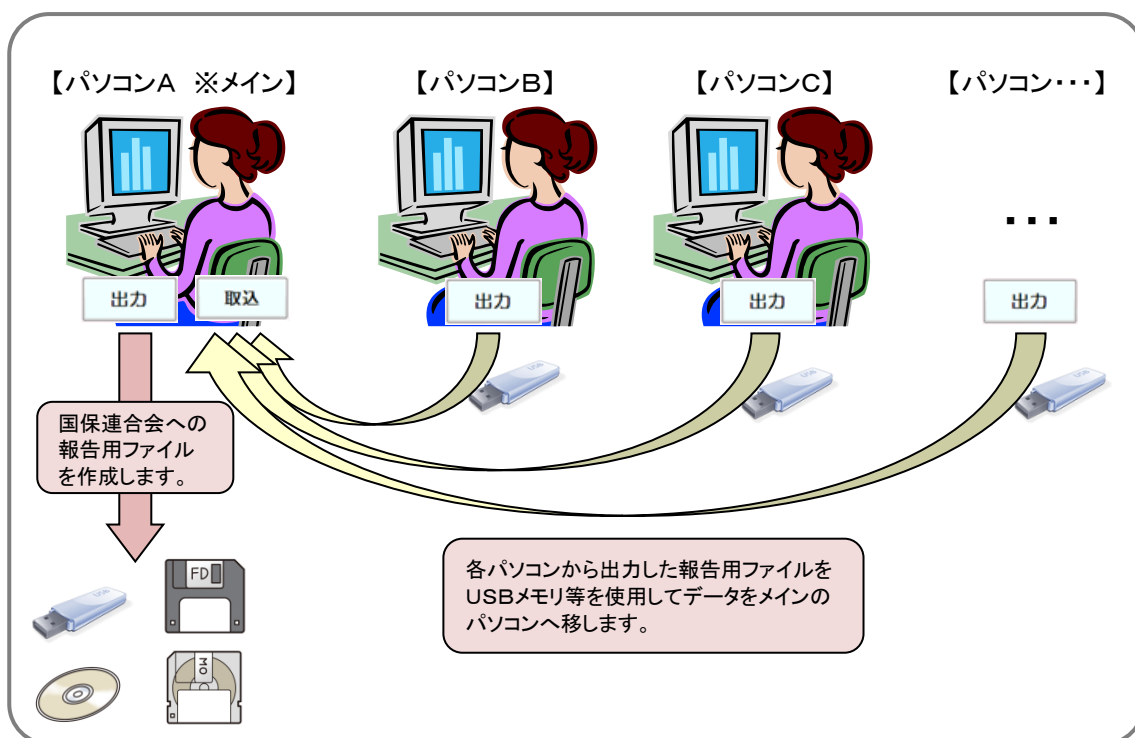 【パソコンA ※メイン】
【パソコンB】
【パソコンC】
【パソコン・・・】
・・・
出力
取込
出力
出力
出力
USB
USB
USB
国保連合会への
報告用ファイル
を作成します。
各パソコンから出力した報告用ファイルを
USBメモリ等を使用してデータをメインの
パソコンへ移します。
USB
FD
MO